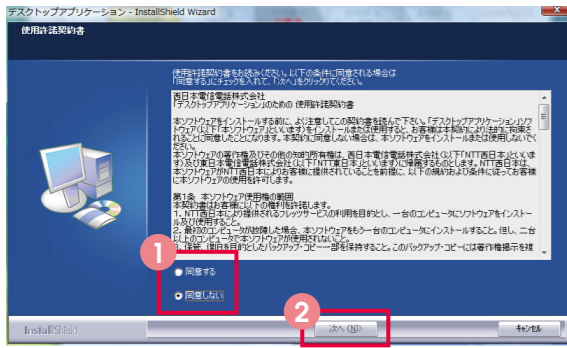 デスクトップアプリケーション - InstallShield Wizard
使用許諾契約書
使用許諾契約書をお読みください。以下の条件に同意される場合は
「同意する」にチェックを入れて、「次へ」をクリックしてください。
西日本電信電話株式会社
「デスクトップアプリケーション」のための 使用許諾契約書
本ソフトウェアをインストールする前に、よく注意してこの契約書を読んで下さい。「デスクトップアプリケーション」ソフ
トウェア(以下「本ソフトウェア」といいます)をインストールまたは使用すると、お客様は本契約により法的に拘束さ
れることに同意したことになります。本契約に同意しない場合は、本ソフトウェアをインストールまたは使用しないでく
ださい。
本ソフトウェアの著作権及びその他の知的所有権は、西日本電信電話株式会社(以下「NTT西日本」といいま
す)及び東日本電信電話株式会社(以下「NTT東日本」といいます)に帰属するものとします。NTT西日本は、
本ソフトウェアがNTT西日本によりお客様に提供されていることを前提に、以下の規約および条件に従ってお客様
に本ソフトウェアの使用を許可します。
第1条 本ソフトウェア使用権の範囲
本契約書はお客様に以下の権利を許諾します。
1. NTT西日本により提供されるフレッツサービスの利用を目的とし、一台のコンピュータにソフトウェアをインストー
ル及び使用すること。
2. 最初のコンピュータが故障した場合、本ソフトウェアをもう一台のコンピュータにインストールすること。但し、二台
以上のコンピュータで本ソフトウェアが使用されないこと。
3. 保管、復旧を目的としたバックアップ・コピー一部を保持すること。このバックアップ・コピーには著作権掲示を複
1
同意する
同意しない
2
InstallShield
次へ(N)
キャンセル